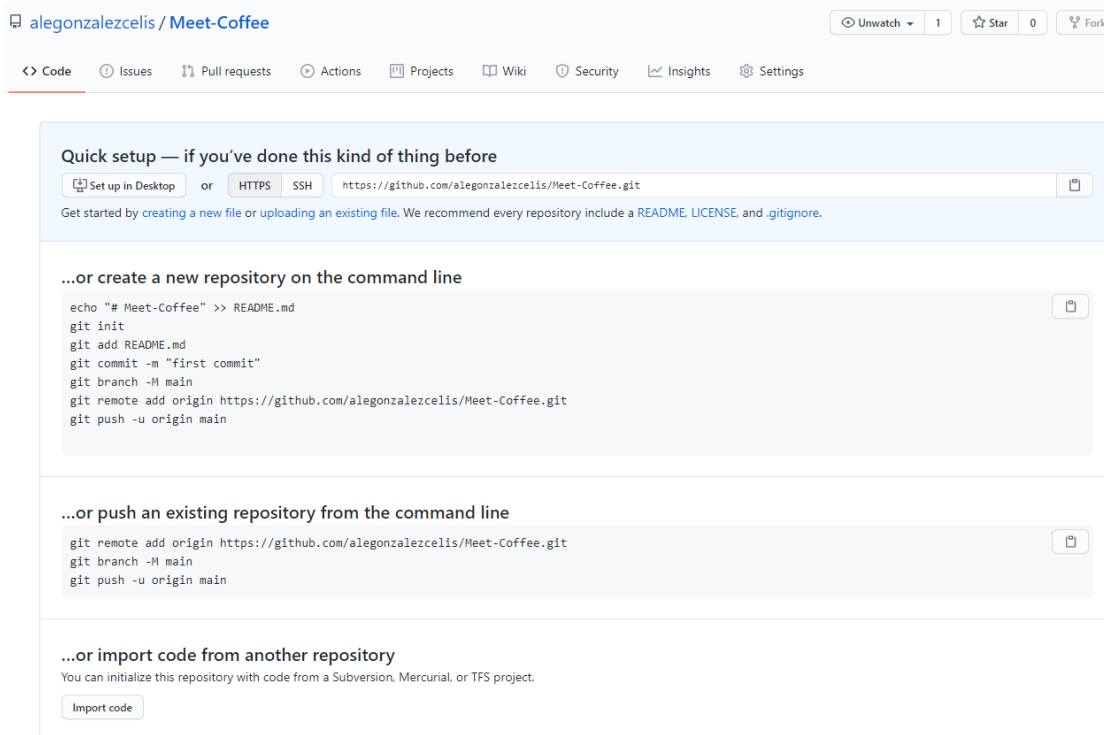 alegonzalezcelis / Meet-Coffee
Unwatch 1 Star 0 Fork
Code Issues Pull requests Actions Projects Wiki Security Insights Settings
Quick setup — if you've done this kind of thing before
Set up in Desktop or HTTPS SSH https://github.com/alegonzalezcelis/Meet-Coffee.git
Get started by creating a new file or uploading an existing file. We recommend every repository include a README, LICENSE, and .gitignore.
...or create a new repository on the command line
echo "# Meet-Coffee" >> README.md
git init
git add README.md
git commit -m "first commit"
git branch -M main
git remote add origin https://github.com/alegonzalezcelis/Meet-Coffee.git
git push -u origin main
...or push an existing repository from the command line
git remote add origin https://github.com/alegonzalezcelis/Meet-Coffee.git
git branch -M main
git push -u origin main
...or import code from another repository
You can initialize this repository with code from a Subversion, Mercurial, or TFS project.
Import code